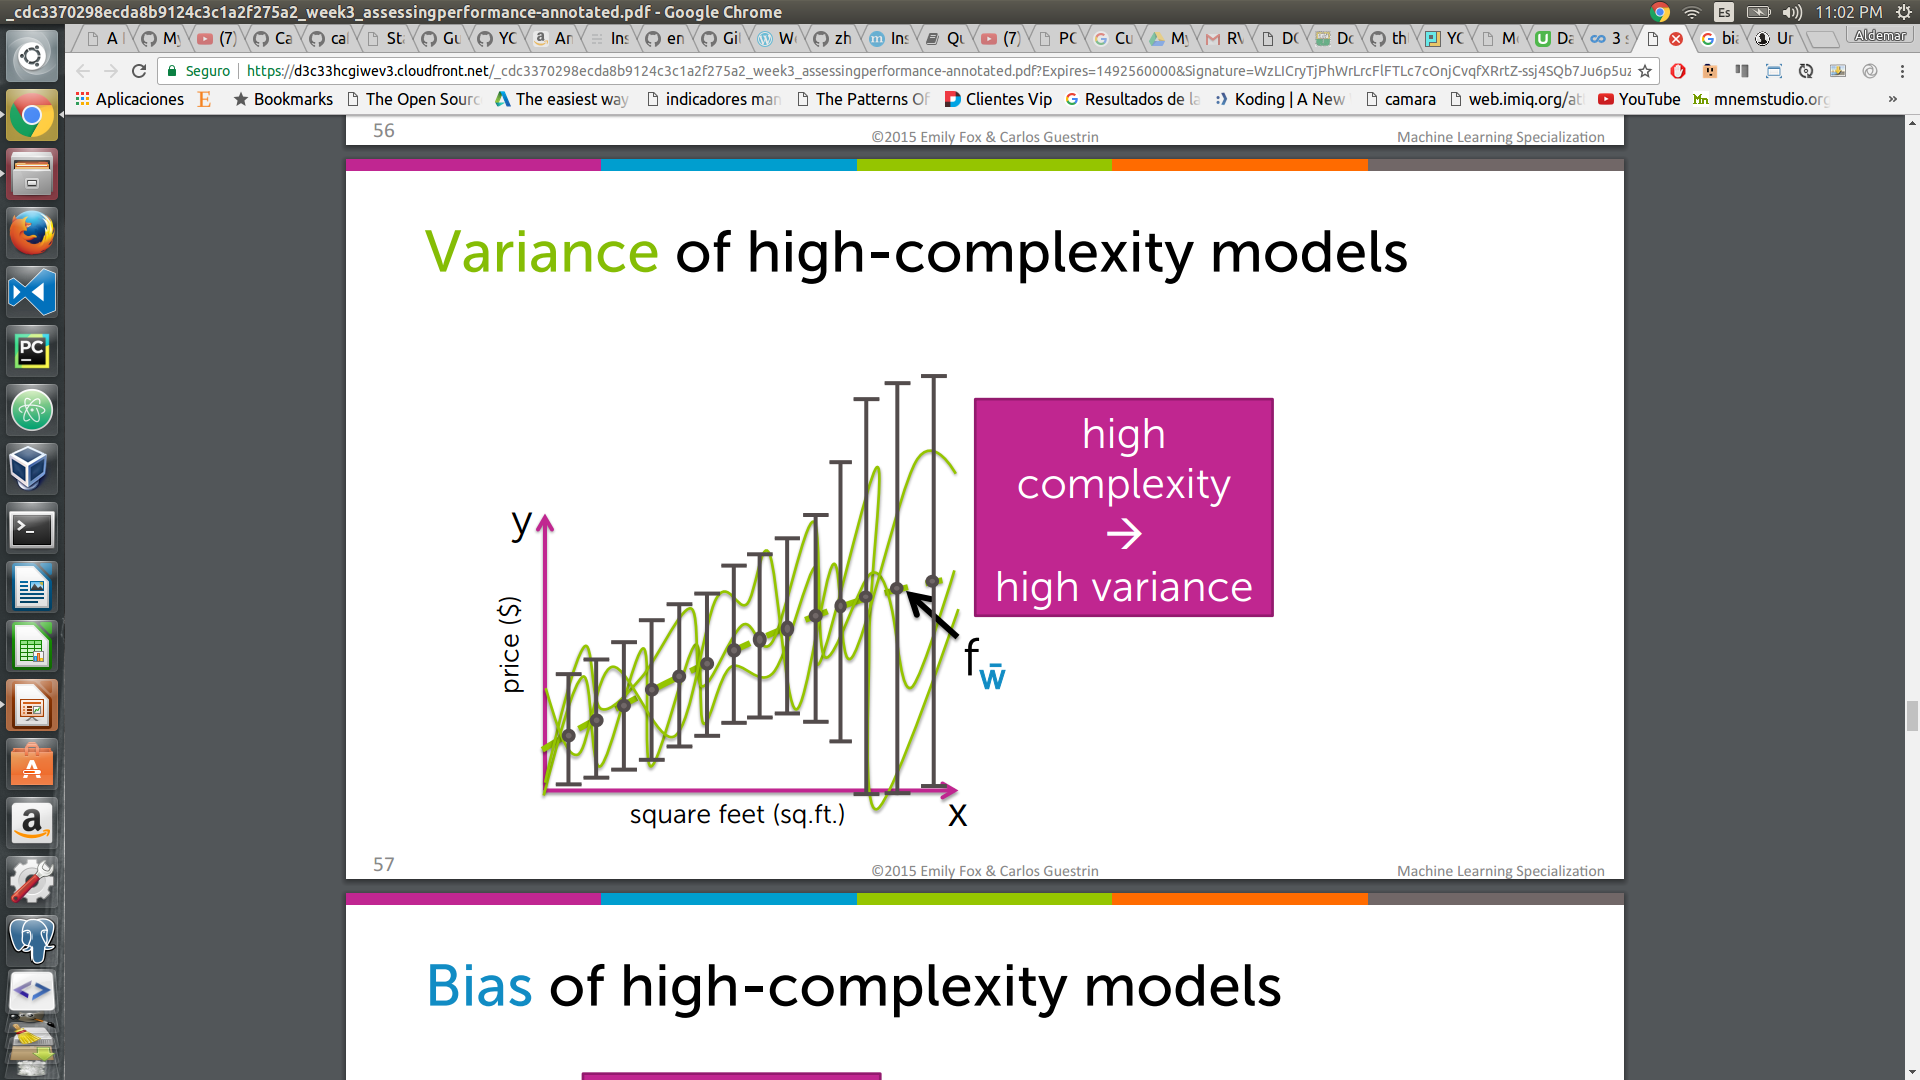 _cdc3370298ecda8b9124c3c1a2f275a2_week3_assessingperformance-annotated.pdf - Google Chrome
Es
11:02 PM
Aldemar
Seguro
https://d3c33hcgiwev3.cloudfront.net/_cdc3370298ecda8b9124c3c1a2f275a2_week3_assessingperformance-annotated.pdf?Expires=1492560000&Signature=
Aplicaciones
Bookmarks
The Open Sourc
The easiest way
indicadores man
The Patterns Of
Clientes Vip
Resultados de la
Koding | A New
camara
web.imiq.org/at
YouTube
mnemstudio.org
»
56
©2015 Emily Fox & Carlos Guestrin
Machine Learning Specialization
Variance of high-complexity models
high
complexity
→
high variance
y
price ($)
f w̄
square feet (sq.ft.)
x
57
©2015 Emily Fox & Carlos Guestrin
Machine Learning Specialization
Bias of high-complexity models